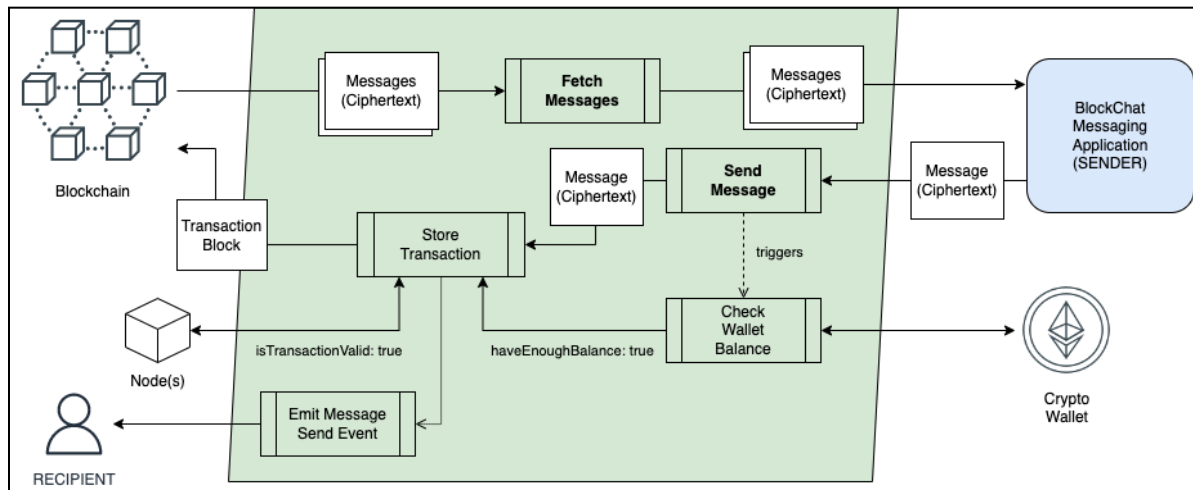 Blockchain
Messages
(Ciphertext)
Fetch
Messages
Messages
(Ciphertext)
BlockChat
Messaging
Application
(SENDER)
Message
(Ciphertext)
Send
Message
Message
(Ciphertext)
Transaction
Block
Store
Transaction
triggers
Node(s)
isTransactionValid: true
haveEnoughBalance: true
Check
Wallet
Balance
Crypto
Wallet
Emit Message
Send Event
RECIPIENT